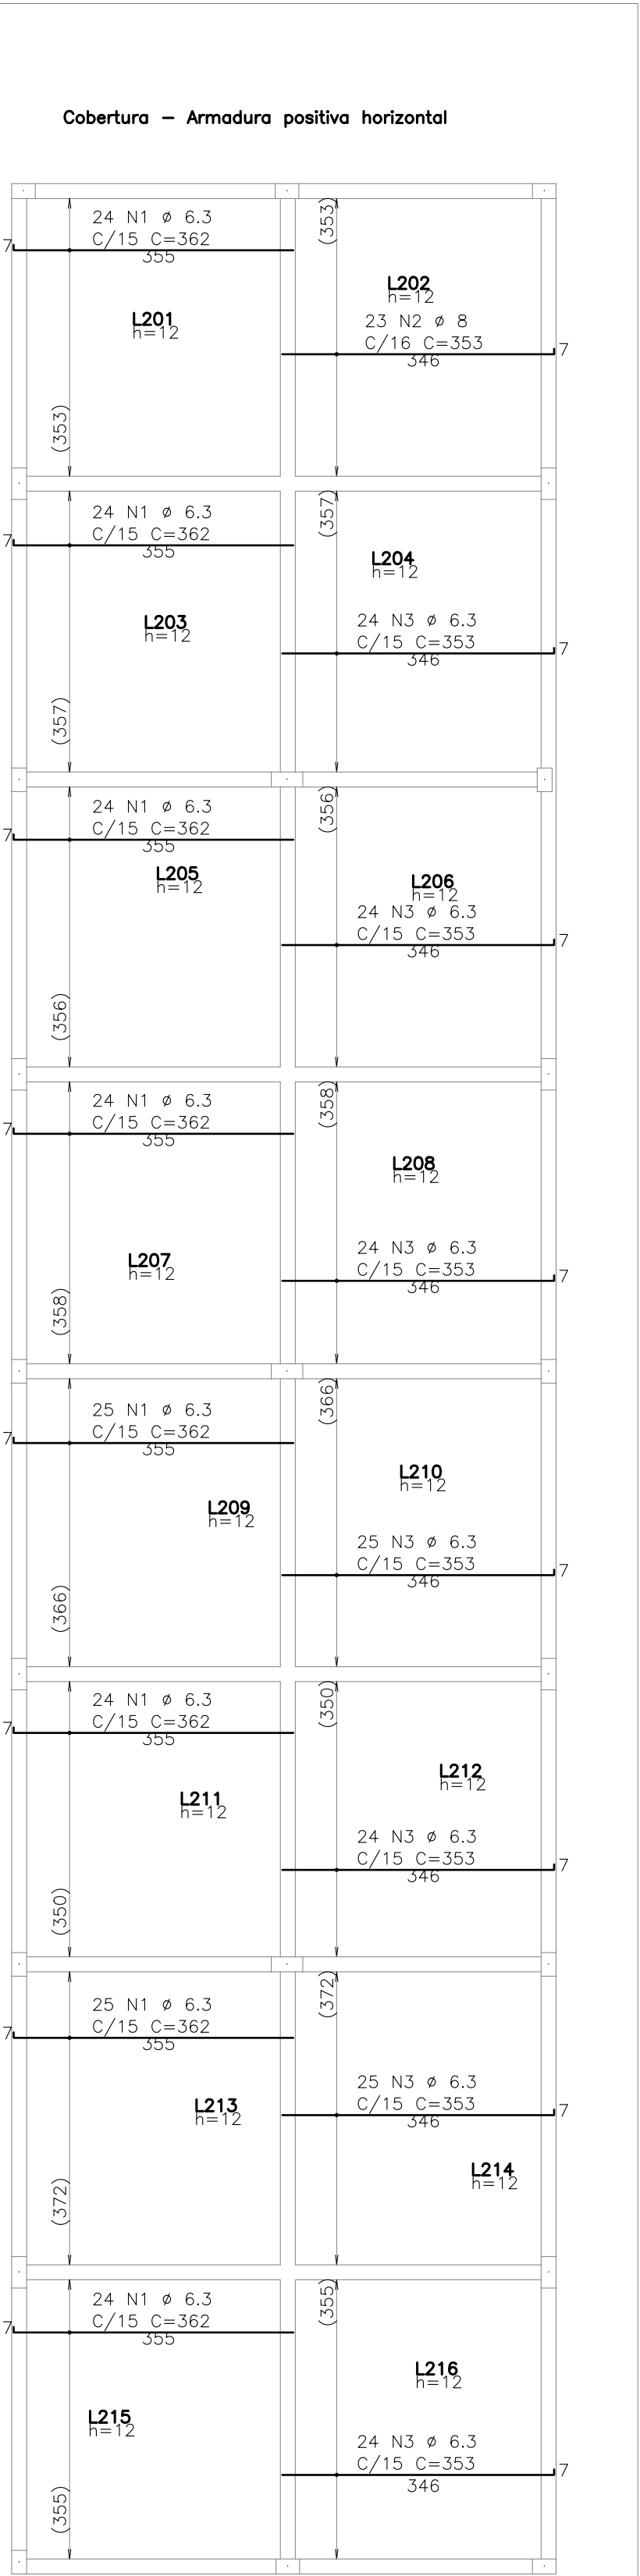 Cobertura – Armadura positiva horizontal
24 N1 ø 6.3
C/15 C=362
355
7
(353)
L201
h=12
(353)
L202
h=12
23 N2 ø 8
C/16 C=353
346
7
24 N1 ø 6.3
C/15 C=362
355
7
(357)
L203
h=12
(357)
L204
h=12
24 N3 ø 6.3
C/15 C=353
346
7
24 N1 ø 6.3
C/15 C=362
355
7
(356)
L205
h=12
(356)
L206
h=12
24 N3 ø 6.3
C/15 C=353
346
7
24 N1 ø 6.3
C/15 C=362
355
7
(358)
L208
h=12
L207
h=12
(358)
24 N3 ø 6.3
C/15 C=353
346
7
25 N1 ø 6.3
C/15 C=362
355
7
(366)
L210
h=12
L209
h=12
(366)
25 N3 ø 6.3
C/15 C=353
346
7
24 N1 ø 6.3
C/15 C=362
355
7
(350)
L212
h=12
L211
h=12
(350)
24 N3 ø 6.3
C/15 C=353
346
7
25 N1 ø 6.3
C/15 C=362
355
7
(372)
L213
h=12
(372)
25 N3 ø 6.3
C/15 C=353
346
7
L214
h=12
24 N1 ø 6.3
C/15 C=362
355
7
(355)
L216
h=12
L215
h=12
(355)
24 N3 ø 6.3
C/15 C=353
346
7